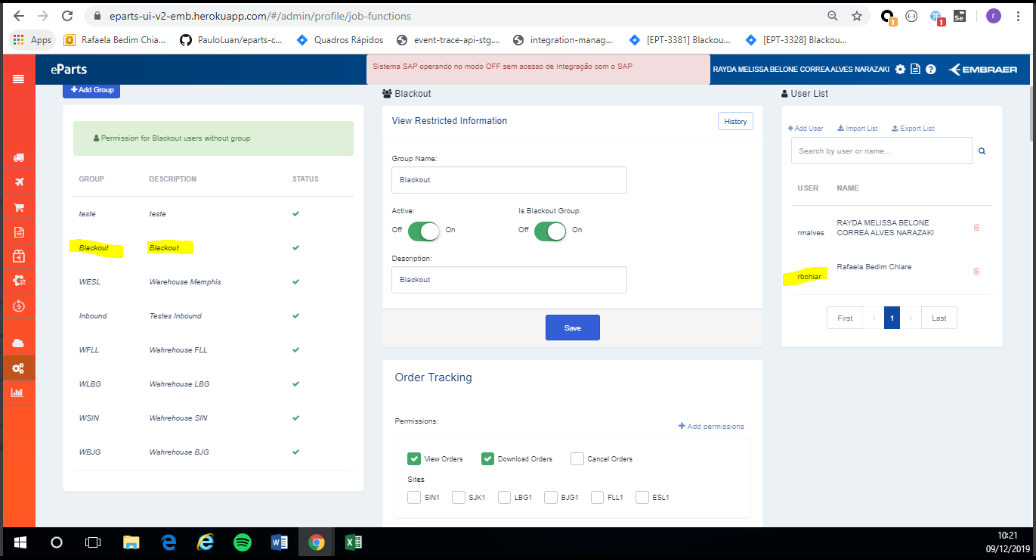 eparts-ui-v2-emb.herokuapp.com/#/admin/profile/job-functions
1
1
Se
r
Apps
Rafaela Bedim Chia...
PauloLuan/eparts-c...
Quadros Rápidos
event-trace-api-stg....
integration-manag...
[EPT-3381] Blackou...
[EPT-3328] Blackou...
eParts
Sistema SAP operando no modo OFF sem acesso de Integração com o SAP
RAYDA MELISSA BELONE CORREA ALVES NARAZAKI
EMBRAER
+ Add Group
Permission for Blackout users without group
GROUP DESCRIPTION STATUS
teste teste
Blackout Blackout
WESL Warehouse Memphis
Inbound Testes Inbound
WFLL Wahrehouse FLL
WLBG Wahrehouse LBG
WSIN Wahrehouse SIN
WBJG Wahrehouse BJG
Blackout
View Restricted Information
History
Group Name:
Blackout
Active: Is Blackout Group:
Off On Off On
Description:
Blackout
Save
Order Tracking
Permissions:
+ Add permissions
View Orders Download Orders Cancel Orders
Sites
SIN1 SJK1 LBG1 BJG1 FLL1 ESL1
User List
+ Add User Import List Export List
Search by user or name...
USER NAME
rmalves RAYDA MELISSA BELONE
CORREA ALVES NARAZAKI
rbchiar Rafaela Bedim Chiare
First ‹ 1 › Last
10:21
09/12/2019